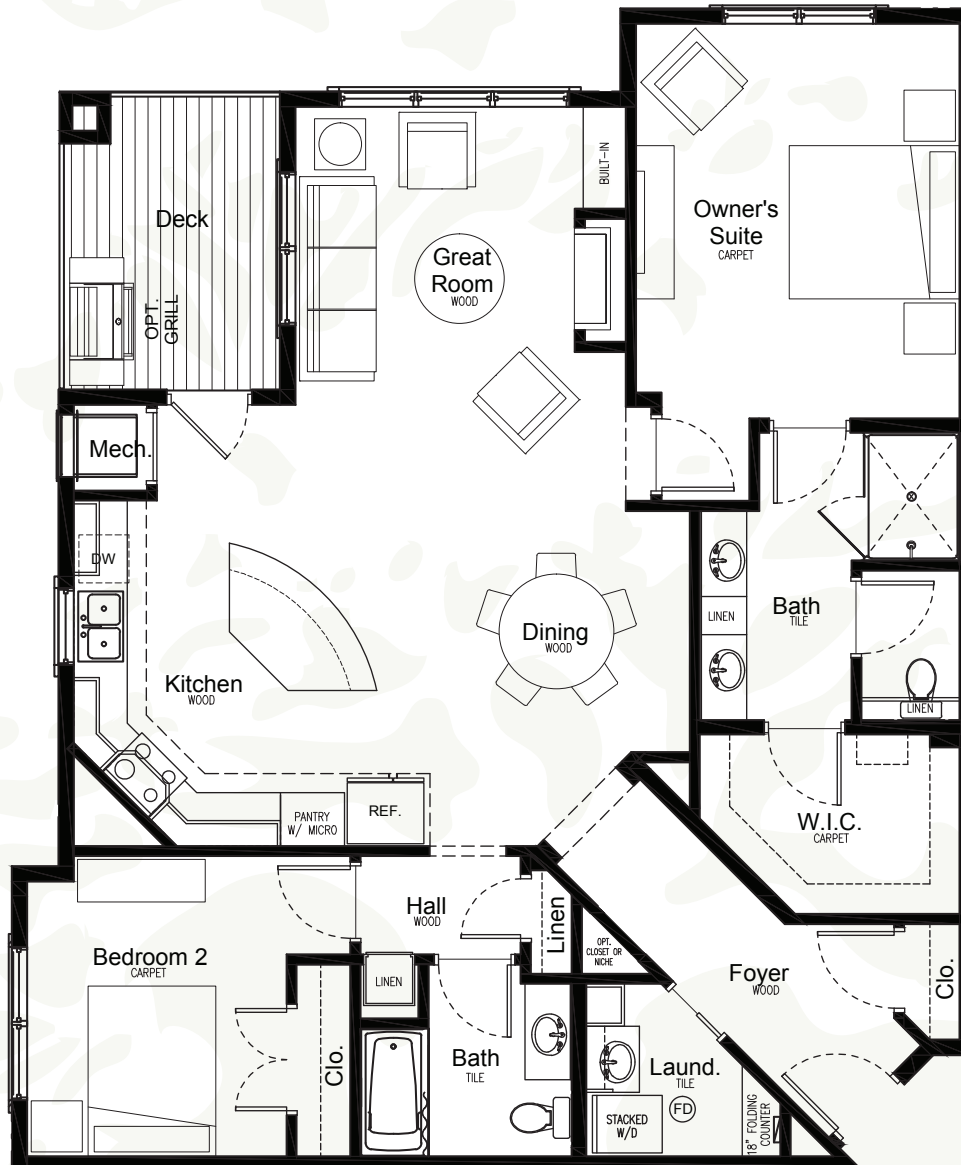 Deck
OPT.
GRILL
BUILT-IN
Great
Room
WOOD
Owner's
Suite
CARPET
Mech.
DW
Kitchen
WOOD
Dining
WOOD
LINEN
Bath
TILE
LINEN
PANTRY
W/ MICRO
REF.
W.I.C.
CARPET
Hall
WOOD
Linen
OPT.
CLOSET OR
NICHE
Bedroom 2
CARPET
LINEN
Foyer
WOOD
Clo.
Clo.
Bath
TILE
Laund.
TILE
FD
STACKED
W/D
18" FOLDING
COUNTER